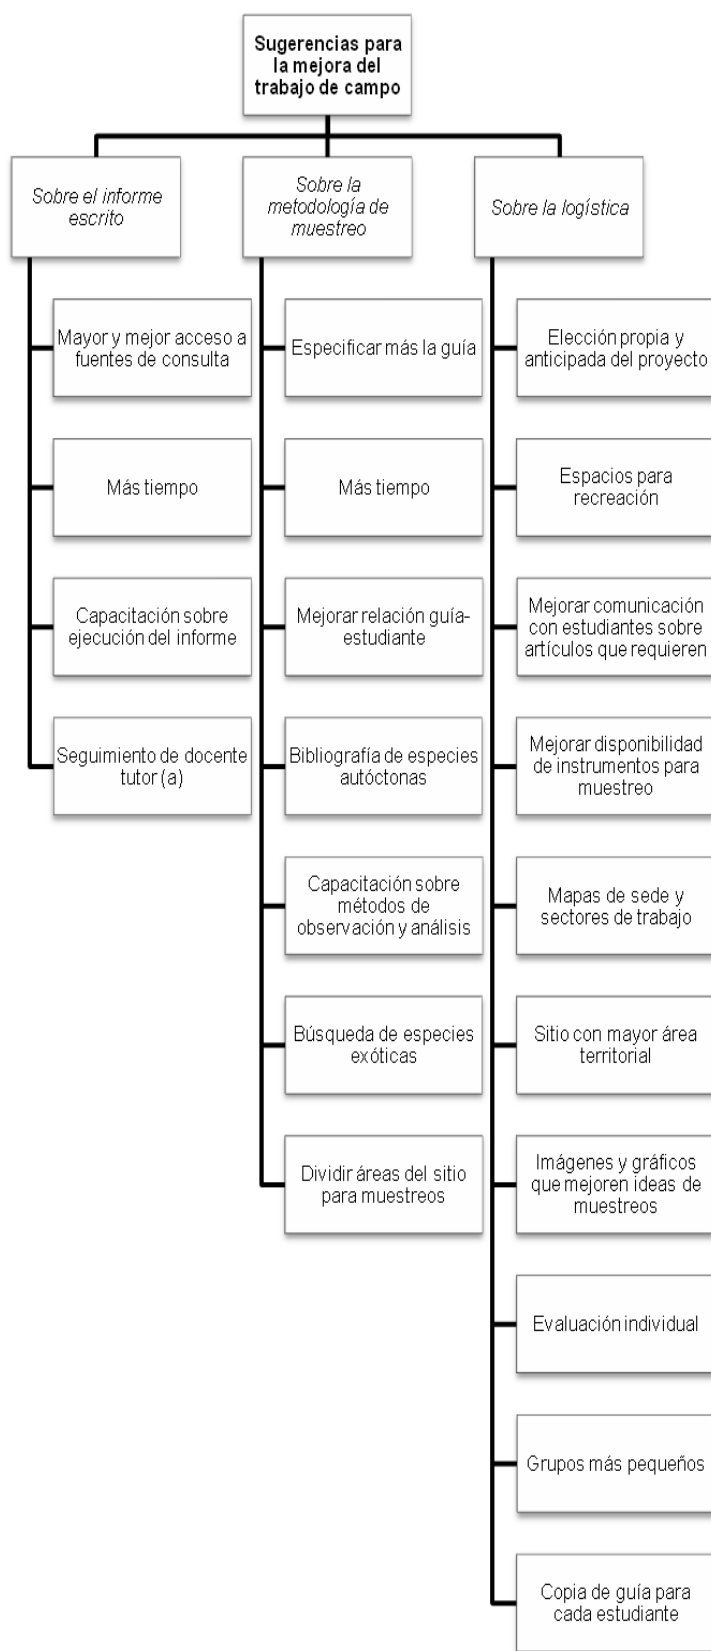 Sugerencias para
la mejora del
trabajo de campo
Sobre el informe
escrito
Mayor y mejor acceso a
fuentes de consulta
Más tiempo
Capacitación sobre
ejecución del informe
Seguimiento de docente
tutor (a)
Sobre la
metodología de
muestreo
Especificar más la guía
Más tiempo
Mejorar relación guía-
estudiante
Bibliografía de especies
autóctonas
Capacitación sobre
métodos de
observación y análisis
Búsqueda de especies
exóticas
Dividir áreas del sitio
para muestreos
Sobre la logística
Elección propia y
anticipada del proyecto
Espacios para
recreación
Mejorar comunicación
con estudiantes sobre
artículos que requieren
Mejorar disponibilidad
de instrumentos para
muestreo
Mapas de sede y
sectores de trabajo
Sitio con mayor área
territorial
Imágenes y gráficos
que mejoren ideas de
muestreos
Evaluación individual
Grupos más pequeños
Copia de guía para
cada estudiante